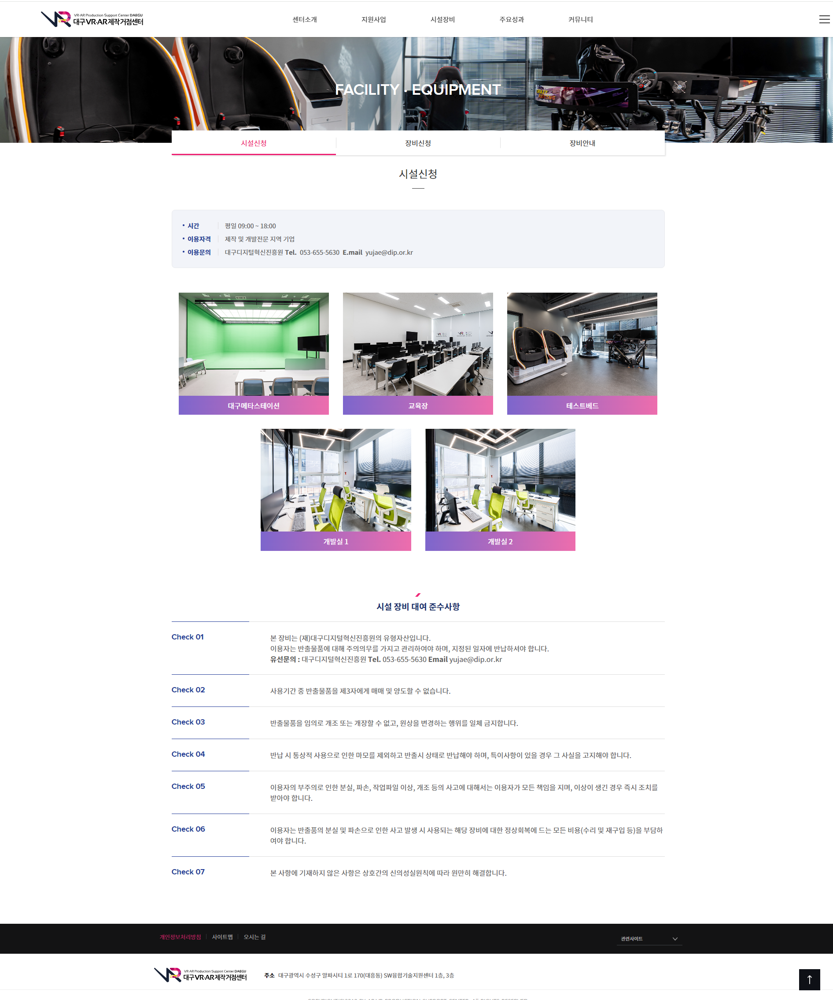 VR·AR Production Support Center DAEGU
대구VR·AR제작거점센터
센터소개
지원사업
시설장비
주요성과
커뮤니티
FACILITY · EQUIPMENT
시설신청
장비신청
장비안내
시설신청
시간 평일 09:00 ~ 18:00
이용자격 제작 및 개발전문 지역 기업
이용문의 대구디지털혁신진흥원 Tel. 053-655-5630 E.mail yujae@dip.or.kr
대구메타스테이션
교육장
테스트베드
개발실 1
개발실 2
시설 장비 대여 준수사항
Check 01
본 장비는 (재)대구디지털혁신진흥원의 유형자산입니다.
이용자는 반출물품에 대해 주의의무를 가지고 관리하여야 하며, 지정된 일자에 반납하셔야 합니다.
유선문의 : 대구디지털혁신진흥원 Tel. 053-655-5630 Email yujae@dip.or.kr
Check 02
사용기간 중 반출물품을 제3자에게 매매 및 양도할 수 없습니다.
Check 03
반출물품을 임의로 개조 또는 개장할 수 없고, 원상을 변경하는 행위를 일체 금지합니다.
Check 04
반납 시 통상적 사용으로 인한 마모를 제외하고 반출시 상태로 반납해야 하며, 특이사항이 있을 경우 그 사실을 고지해야 합니다.
Check 05
이용자의 부주의로 인한 분실, 파손, 작업파일 이상, 개조 등의 사고에 대해서는 이용자가 모든 책임을 지며, 이상이 생긴 경우 즉시 조치를
받아야 합니다.
Check 06
이용자는 반출품의 분실 및 파손으로 인한 사고 발생 시 사용되는 해당 장비에 대한 정상회복에 드는 모든 비용(수리 및 재구입 등)을 부담하
여야 합니다.
Check 07
본 사항에 기재하지 않은 사항은 상호간의 신의성실원칙에 따라 원만히 해결합니다.
개인정보처리방침
사이트맵
오시는 길
관련사이트
VR·AR Production Support Center DAEGU
대구VR·AR제작거점센터
주소 대구광역시 수성구 알파시티 1로 170(대흥동) SW융합기술지원센터 1층, 3층